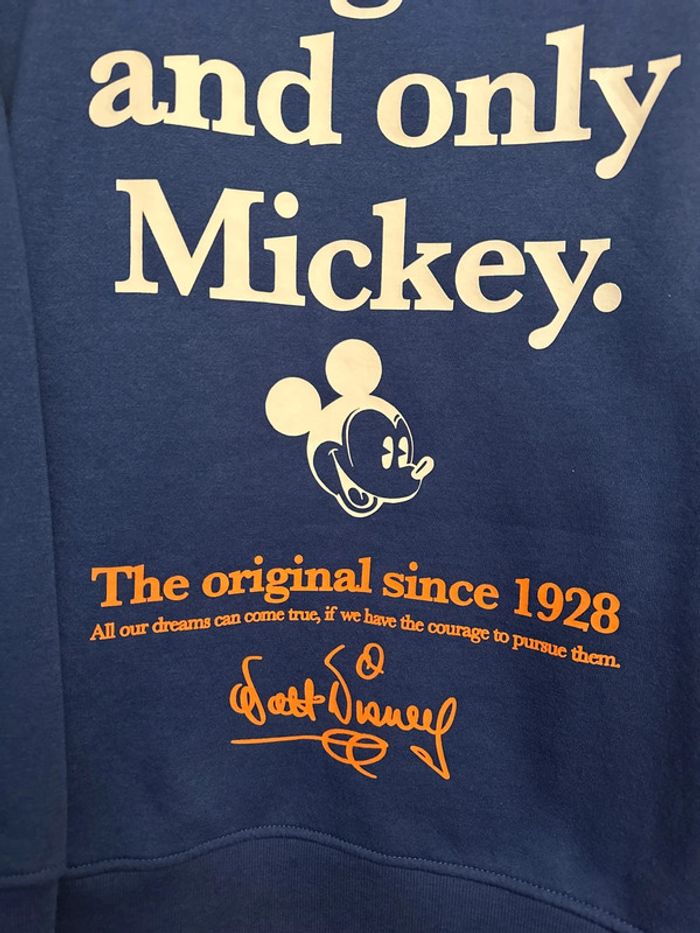 and only
Mickey.
The original since 1928
All our dreams can come true, if we have the courage to pursue them.
Walt Disney